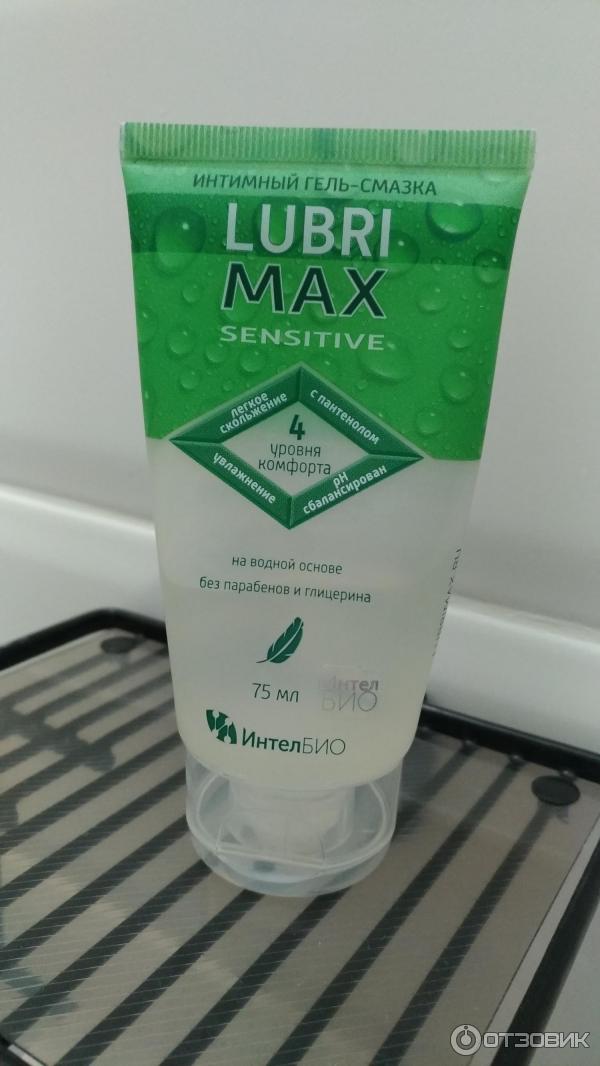 ИНТИМНЫЙ ГЕЛЬ-СМАЗКА
LUBRI
MAX
SENSITIVE
легкое
скольжение
с пантенолом
4
уровня
комфорта
увлажнение
pH
сбалансирован
на водной основе
без парабенов и глицерина
75 мл
Интел
БИО
ИнтелБИО
ОТЗОВИК